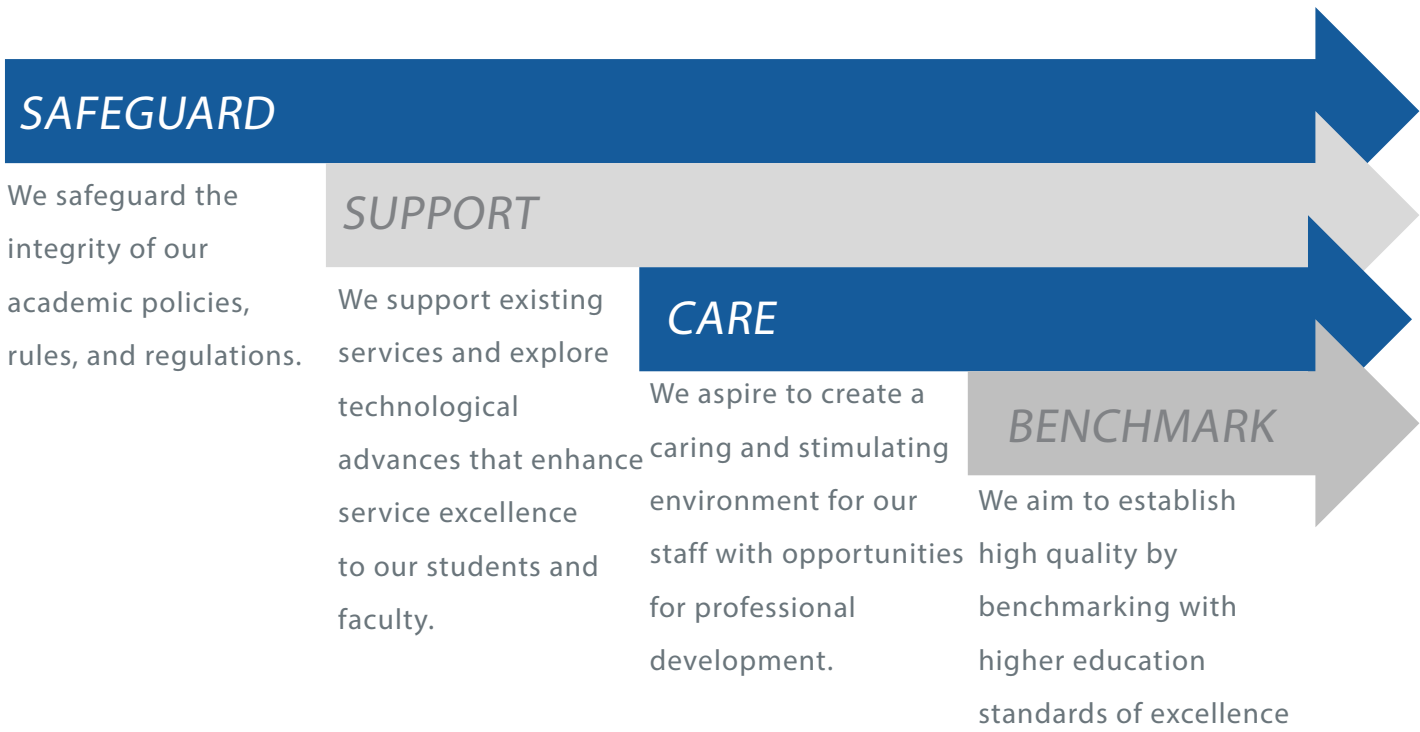 SAFEGUARD
We safeguard the
integrity of our
academic policies,
rules, and regulations.
SUPPORT
We support existing
services and explore
technological
advances that enhance
service excellence
to our students and
faculty.
CARE
We aspire to create a
caring and stimulating
environment for our
staff with opportunities
for professional
development.
BENCHMARK
We aim to establish
high quality by
benchmarking with
higher education
standards of excellence